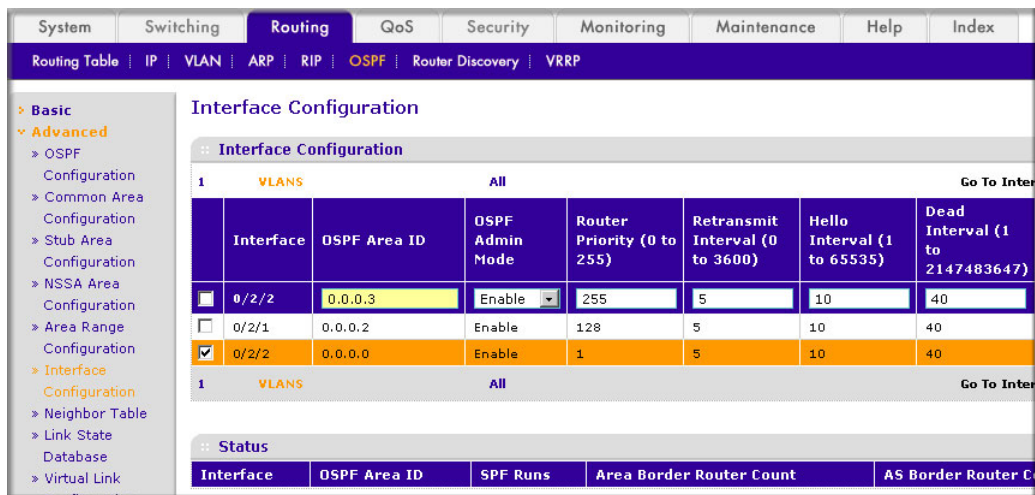 System Switching Routing QoS Security Monitoring Maintenance Help Index
Routing Table IP VLAN ARP RIP OSPF Router Discovery VRRP
Basic
Advanced
» OSPF
Configuration
» Common Area
Configuration
» Stub Area
Configuration
» NSSA Area
Configuration
» Area Range
Configuration
» Interface
Configuration
» Neighbor Table
» Link State
Database
» Virtual Link
Interface Configuration
Interface Configuration
1 VLANS All Go To Inter
Interface OSPF Area ID OSPF Admin Mode Router Priority (0 to 255) Retransmit Interval (0 to 3600) Hello Interval (1 to 65535) Dead Interval (1 to 2147483647)
0/2/2 0.0.0.3 Enable 255 5 10 40
0/2/1 0.0.0.2 Enable 128 5 10 40
0/2/2 0.0.0.0 Enable 1 5 10 40
1 VLANS All Go To Inter
Status
Interface OSPF Area ID SPF Runs Area Border Router Count AS Border Router C